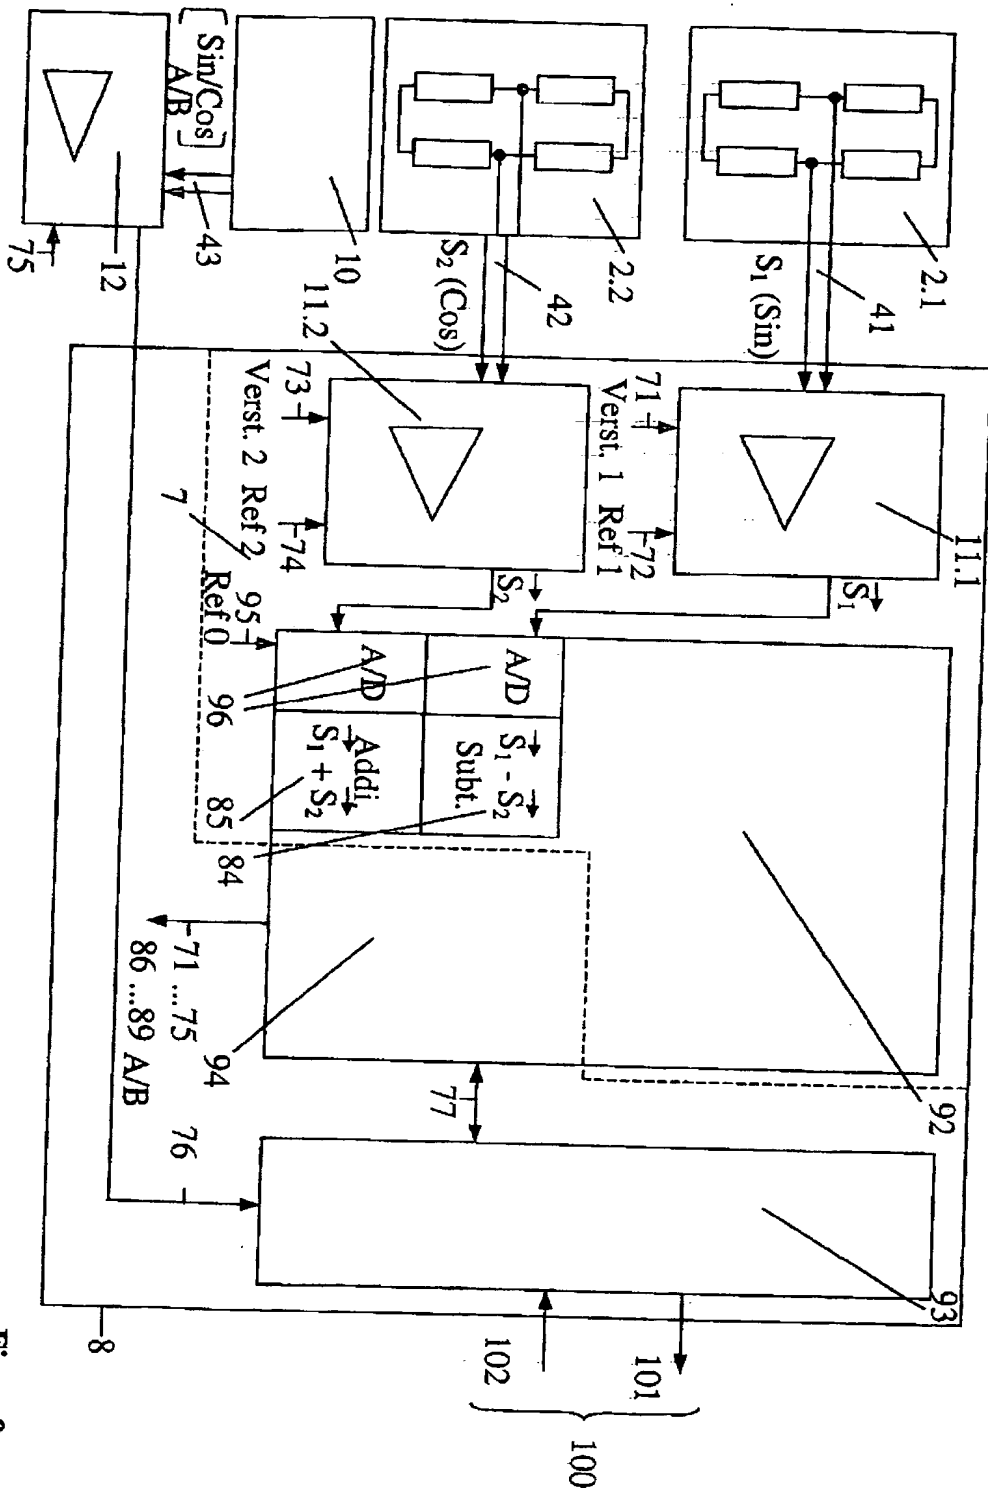 2.1
S₁ (Sin)
41
2.2
S₂ (Cos)
42
10
43
Sin/Cos
A/B
12
75
11.1
71
Verst. 1
Ref 1
72
S₁
11.2
73
Verst. 2
Ref 2
74
S₂
7
95
Ref 0
A/D
A/D
96
S₁ - S₂
Subt.
Addi.
S₁ + S₂
85
84
92
94
71 ...75
86 ...89 A/B
77
76
93
8
101
102
100